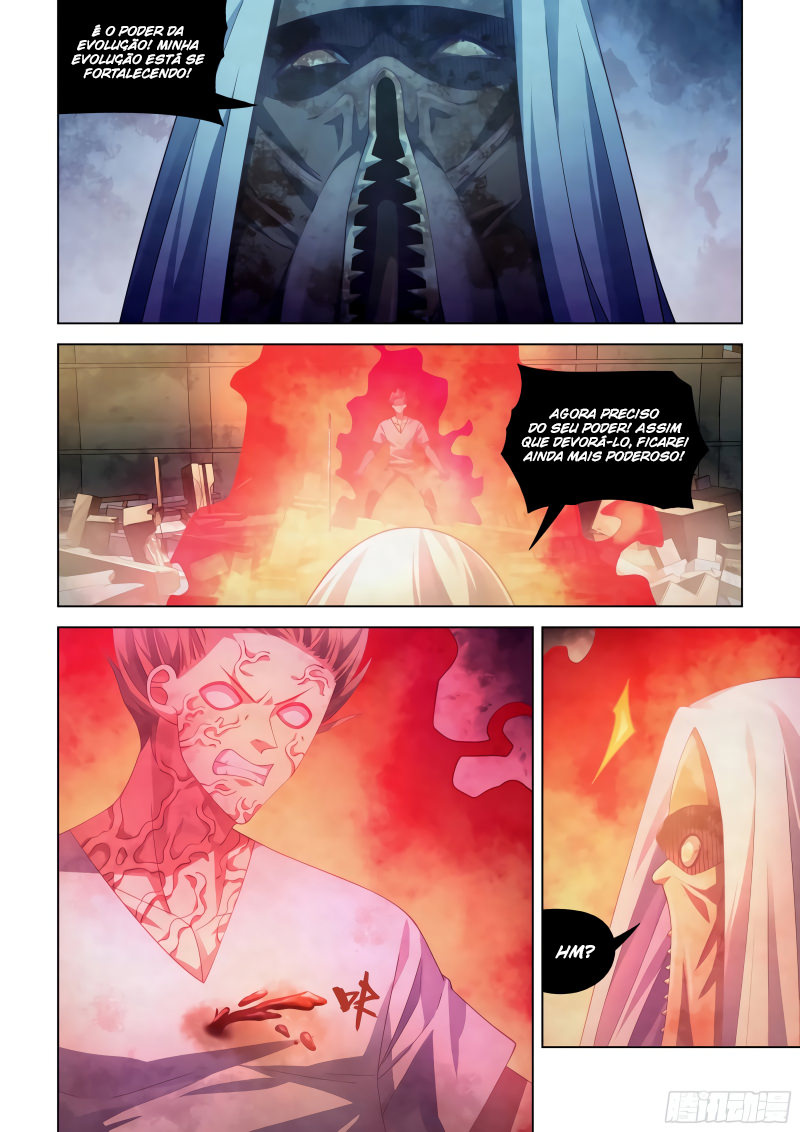 É O PODER DA
EVOLUÇÃO! MINHA
EVOLUÇÃO ESTÁ SE
FORTALECENDO!
AGORA PRECISO
DO SEU PODER! ASSIM
QUE DEVORÁ-LO, FICAREI
AINDA MAIS PODEROSO!
HM?
腾讯动漫